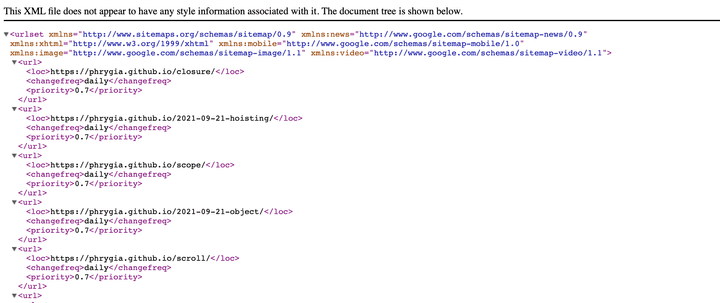 This XML file does not appear to have any style information associated with it. The document tree is shown below.
▼<urlset xmlns="http://www.sitemaps.org/schemas/sitemap/0.9" xmlns:news="http://www.google.com/schemas/sitemap-news/0.9"
xmlns:xhtml="http://www.w3.org/1999/xhtml" xmlns:mobile="http://www.google.com/schemas/sitemap-mobile/1.0"
xmlns:image="http://www.google.com/schemas/sitemap-image/1.1" xmlns:video="http://www.google.com/schemas/sitemap-video/1.1">
▼<url>
<loc>https://phrygia.github.io/closure/</loc>
<changefreq>daily</changefreq>
<priority>0.7</priority>
</url>
▼<url>
<loc>https://phrygia.github.io/2021-09-21-hoisting/</loc>
<changefreq>daily</changefreq>
<priority>0.7</priority>
</url>
▼<url>
<loc>https://phrygia.github.io/scope/</loc>
<changefreq>daily</changefreq>
<priority>0.7</priority>
</url>
▼<url>
<loc>https://phrygia.github.io/2021-09-21-object/</loc>
<changefreq>daily</changefreq>
<priority>0.7</priority>
</url>
▼<url>
<loc>https://phrygia.github.io/scroll/</loc>
<changefreq>daily</changefreq>
<priority>0.7</priority>
</url>
▼<url>